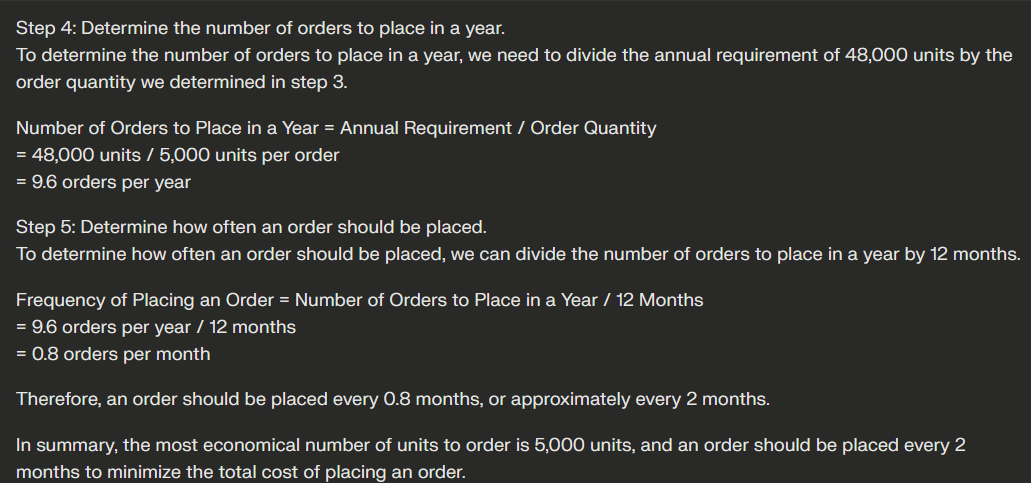 Step 4: Determine the number of orders to place in a year.
To determine the number of orders to place in a year, we need to divide the annual requirement of 48,000 units by the
order quantity we determined in step 3.
Number of Orders to Place in a Year = Annual Requirement / Order Quantity
= 48,000 units / 5,000 units per order
= 9.6 orders per year
Step 5: Determine how often an order should be placed.
To determine how often an order should be placed, we can divide the number of orders to place in a year by 12 months.
Frequency of Placing an Order = Number of Orders to Place in a Year / 12 Months
= 9.6 orders per year / 12 months
= 0.8 orders per month
Therefore, an order should be placed every 0.8 months, or approximately every 2 months.
In summary, the most economical number of units to order is 5,000 units, and an order should be placed every 2
months to minimize the total cost of placing an order.